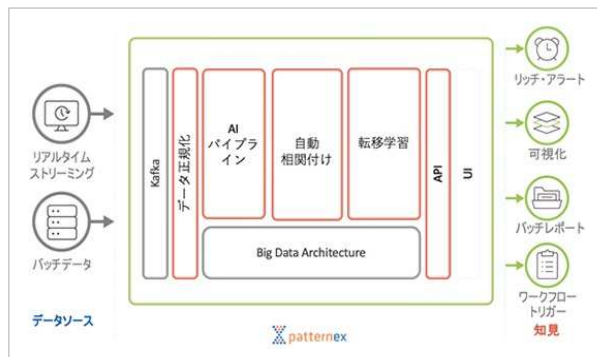 リアルタイム
ストリーミング
バッチデータ
データソース
Kafka
データ正規化
AI
パイプラ
イン
自動
相関付け
転移学習
Big Data Architecture
API
UI
patternex
リッチ・アラート
可視化
バッチレポート
ワークフロー
トリガー
知見